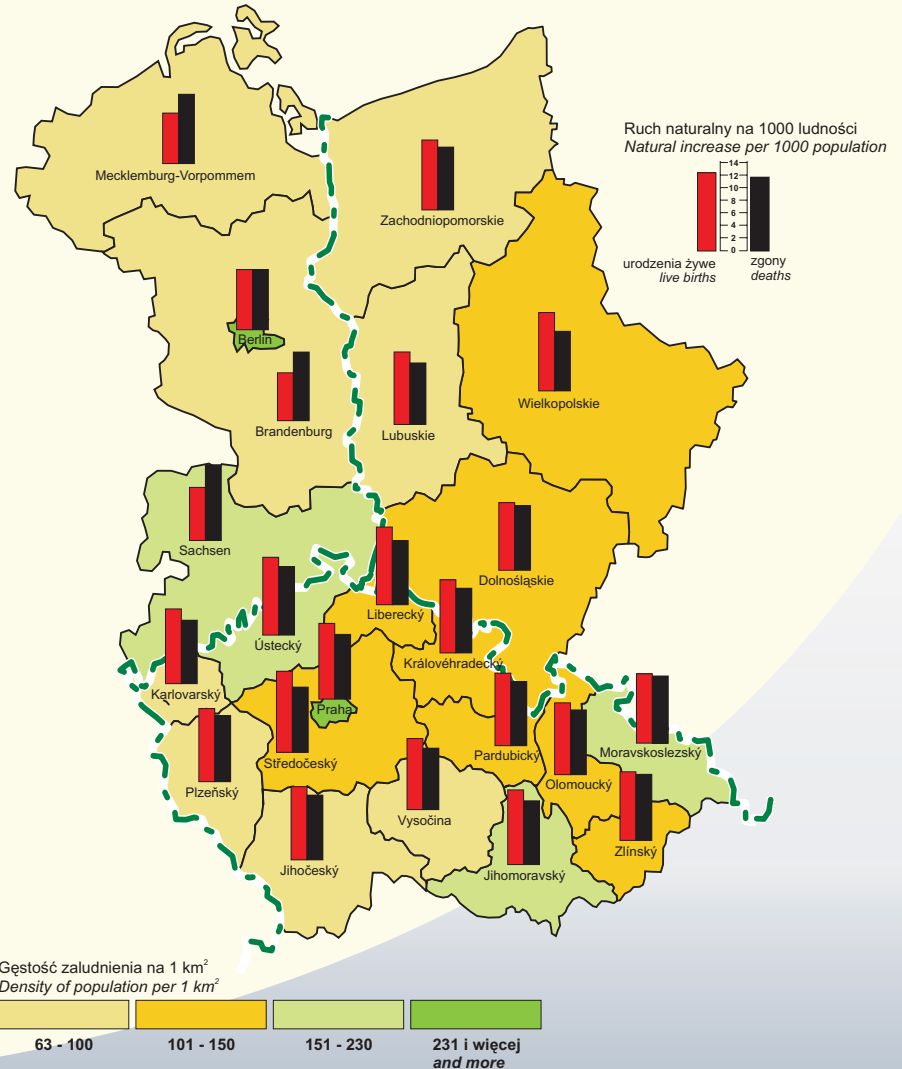 Ruch naturalny na 1000 ludności
Natural increase per 1000 population
14
12
10
8
6
4
2
0
urodzenia żywe
live births
zgony
deaths
Mecklemburg-Vorpommem
Zachodniopomorskie
Berlin
Wielkopolskie
Brandenburg
Lubuskie
Sachsen
Dolnośląskie
Liberecký
Ústecký
Královéhradecký
Karlovarský
Praha
Středočeský
Pardubický
Moravskoslezský
Plzeňský
Olomoucký
Vysočina
Zlínský
Jihočeský
Jihomoravský
Gęstość zaludnienia na 1 km²
Density of population per 1 km²
63 - 100
101 - 150
151 - 230
231 i więcej
and more